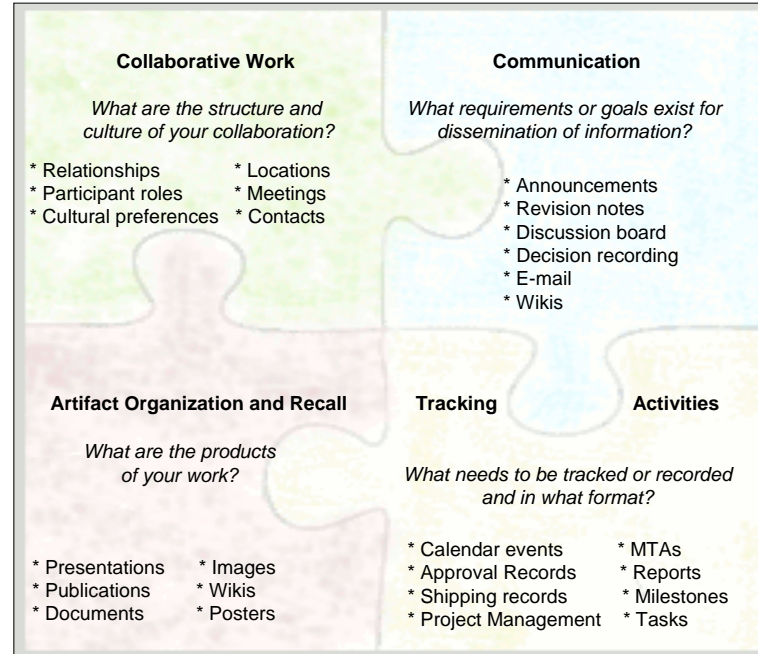 Collaborative Work
What are the structure and
culture of your collaboration?
* Relationships * Locations
* Participant roles * Meetings
* Cultural preferences * Contacts
Communication
What requirements or goals exist for
dissemination of information?
* Announcements
* Revision notes
* Discussion board
* Decision recording
* E-mail
* Wikis
Artifact Organization and Recall
What are the products
of your work?
* Presentations * Images
* Publications * Wikis
* Documents * Posters
Tracking Activities
What needs to be tracked or recorded
and in what format?
* Calendar events * MTAs
* Approval Records * Reports
* Shipping records * Milestones
* Project Management * Tasks